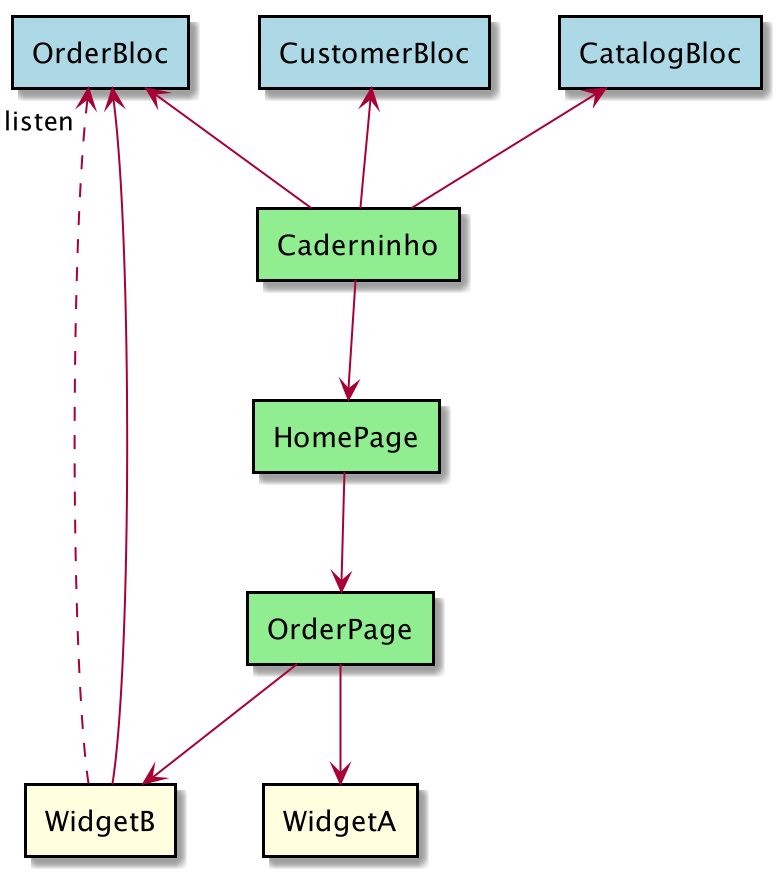 OrderBloc
CustomerBloc
CatalogBloc
listen
Caderninho
HomePage
OrderPage
WidgetB
WidgetA